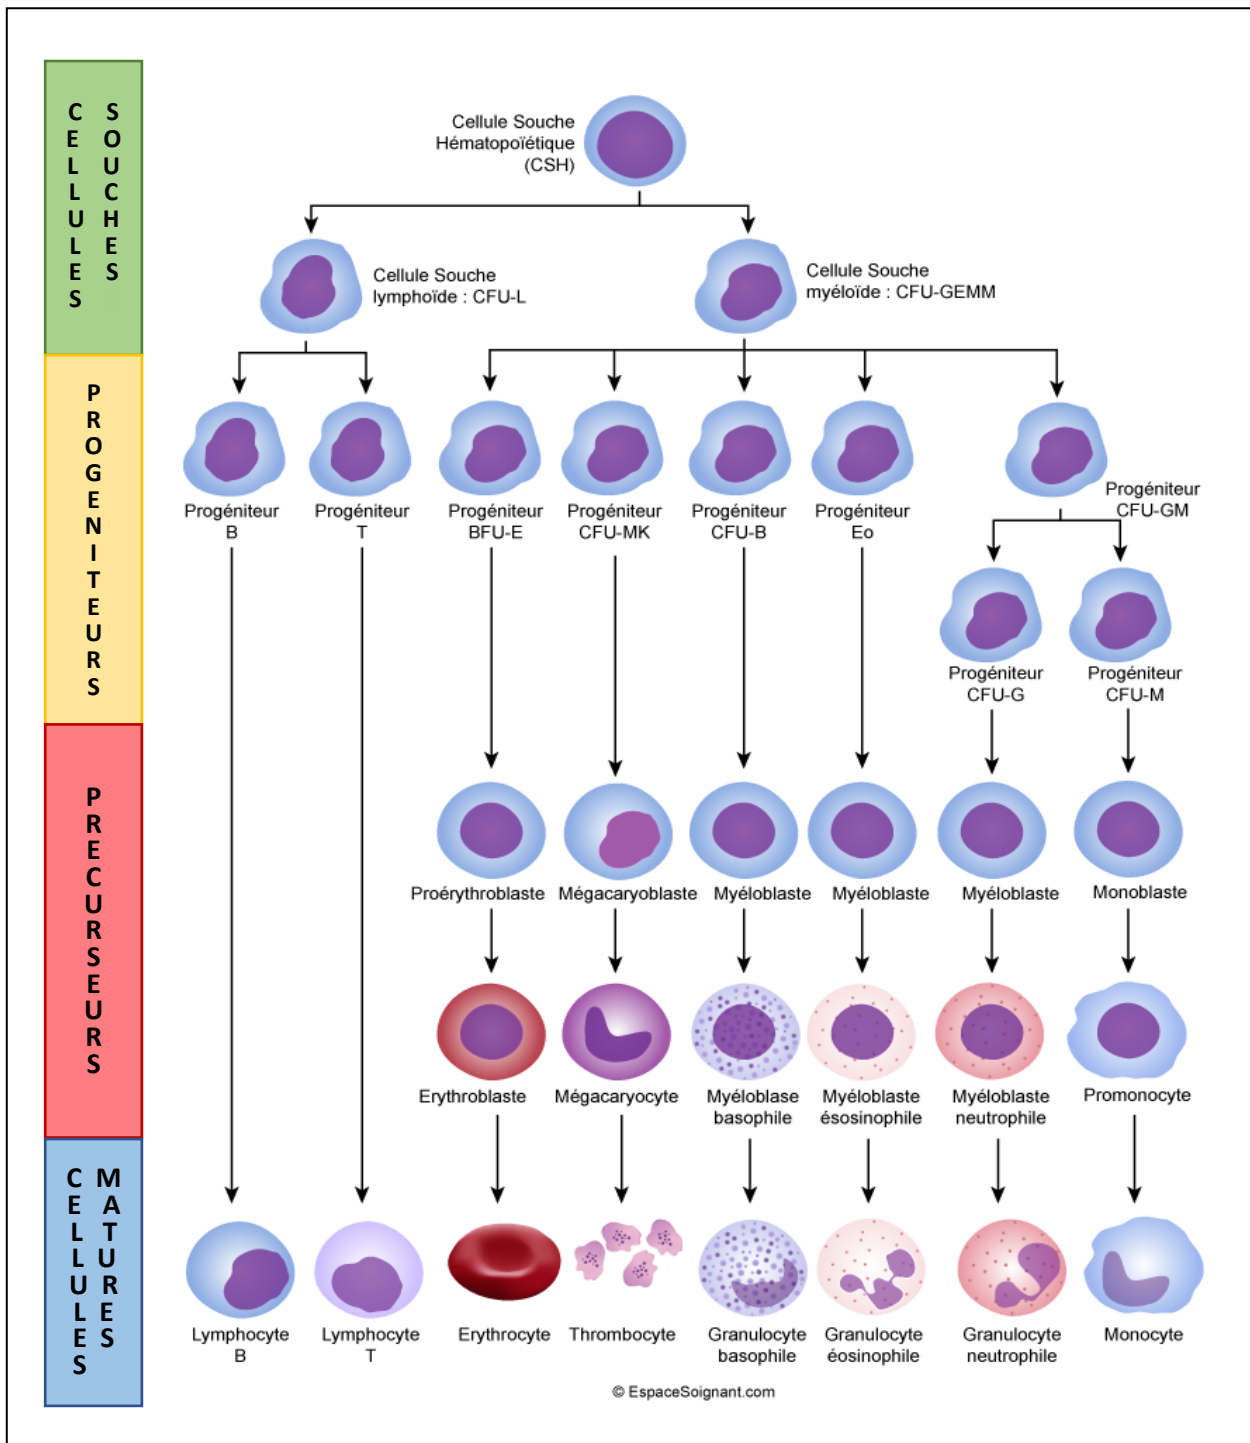 CELLULES SOUCHES
PROGENITEURS
PRECURSEURS
CELLULES MATURES
Cellule Souche
Hématopoïétique
(CSH)
Cellule Souche
lymphoïde : CFU-L
Cellule Souche
myéloïde : CFU-GEMM
Progéniteur
B
Progéniteur
T
Progéniteur
BFU-E
Progéniteur
CFU-MK
Progéniteur
CFU-B
Progéniteur
Eo
Progéniteur
CFU-GM
Progéniteur
CFU-G
Progéniteur
CFU-M
Proérythroblaste
Mégacaryoblaste
Myéloblaste
Myéloblaste
Myéloblaste
Monoblaste
Erythroblaste
Mégacaryocyte
Myéloblase
basophile
Myéloblaste
ésosinophile
Myéloblaste
neutrophile
Promonocyte
Lymphocyte
B
Lymphocyte
T
Erythrocyte
Thrombocyte
Granulocyte
basophile
Granulocyte
éosinophile
Granulocyte
neutrophile
Monocyte
© EspaceSoignant.com